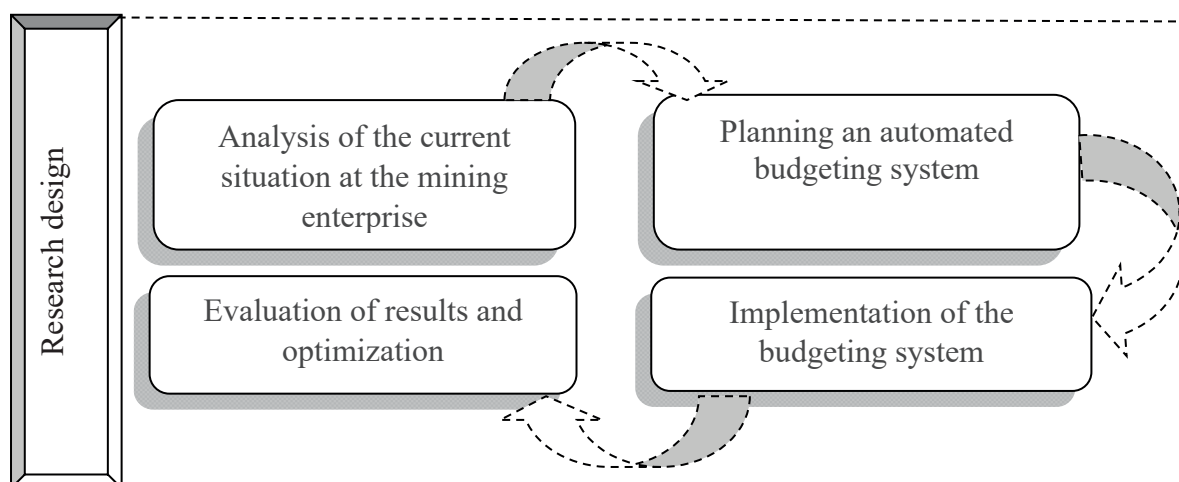 Research design
Analysis of the current
situation at the mining
enterprise
Planning an automated
budgeting system
Evaluation of results and
optimization
Implementation of the
budgeting system